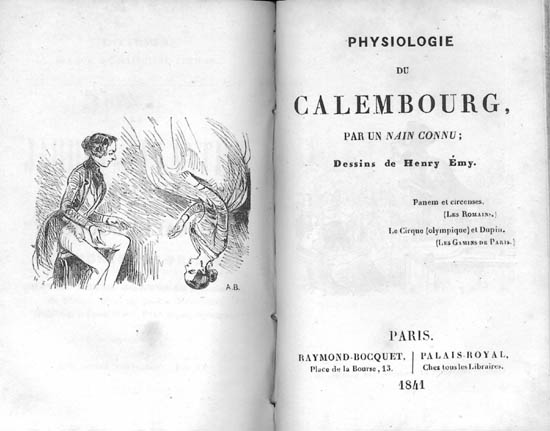 A.B.
PHYSIOLOGIE
DU
CALEMBOURG,
PAR UN NAIN CONNU;
Dessins de Henry Émy.
Panem et circenses.
(LES ROMAINS.)
Le Cirque (olympique) et Dupin.
(LES GAMINS DE PARIS.)
PARIS.
RAYMOND-BOCQUET, PALAIS-ROYAL,
Place de la Bourse, 13. Chez tous les Libraires.
1841